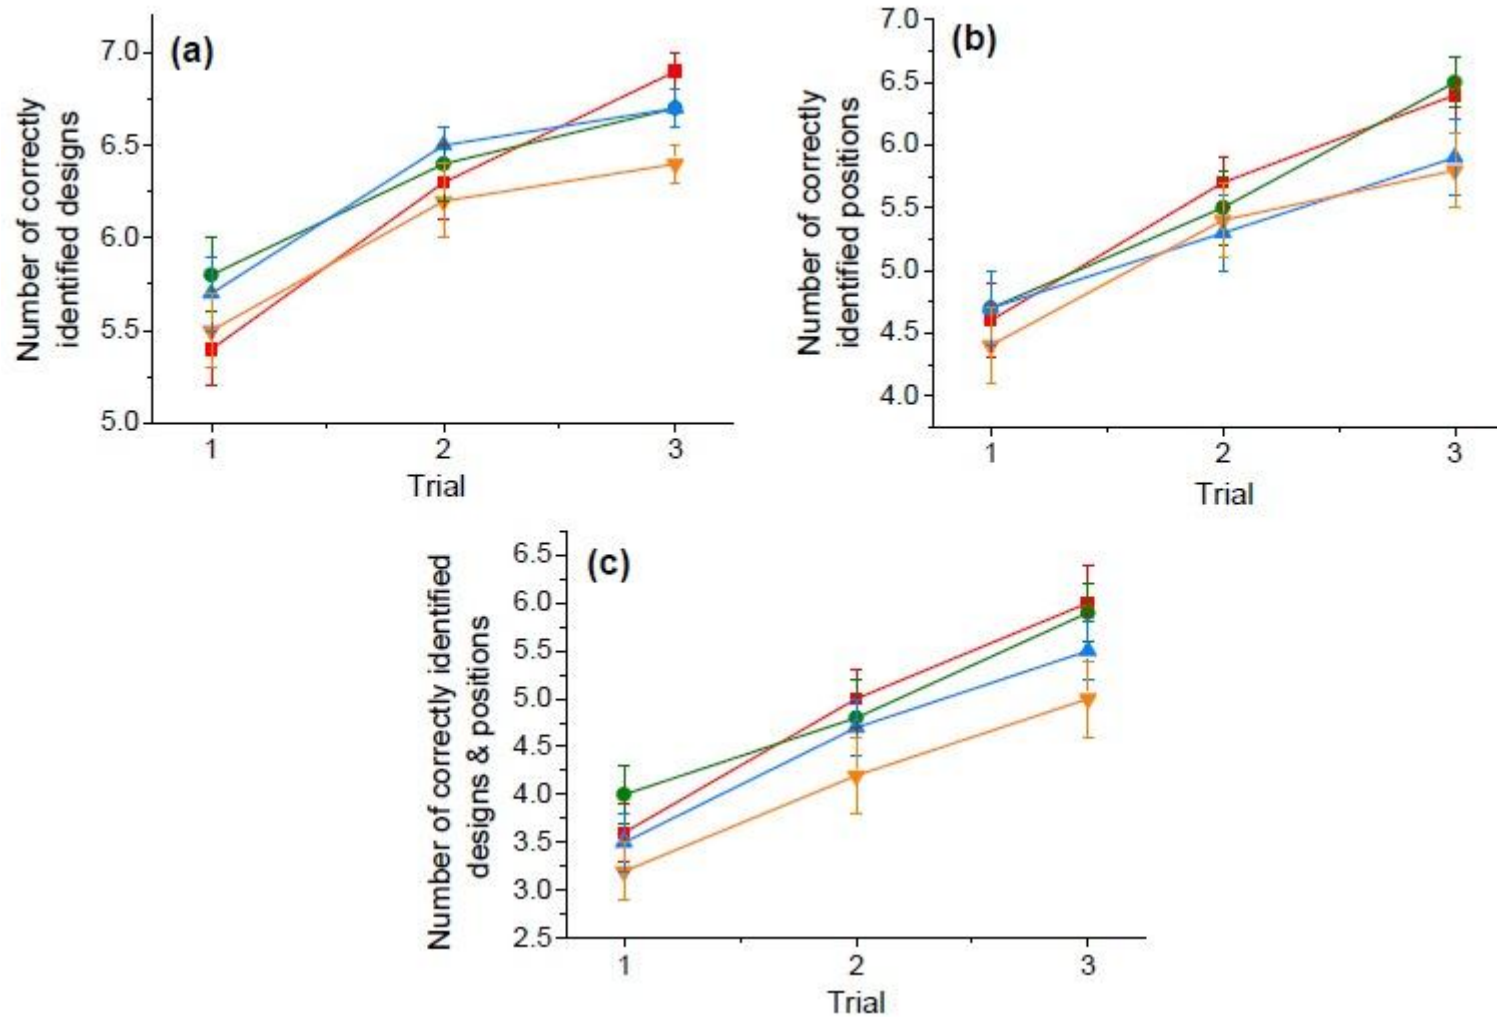 (a)
Number of correctly
identified designs
7.0
6.5
6.0
5.5
5.0
1 2 3
Trial
(b)
Number of correctly
identified positions
7.0
6.5
6.0
5.5
5.0
4.5
4.0
1 2 3
Trial
(c)
Number of correctly identified
designs & positions
6.5
6.0
5.5
5.0
4.5
4.0
3.5
3.0
2.5
1 2 3
Trial